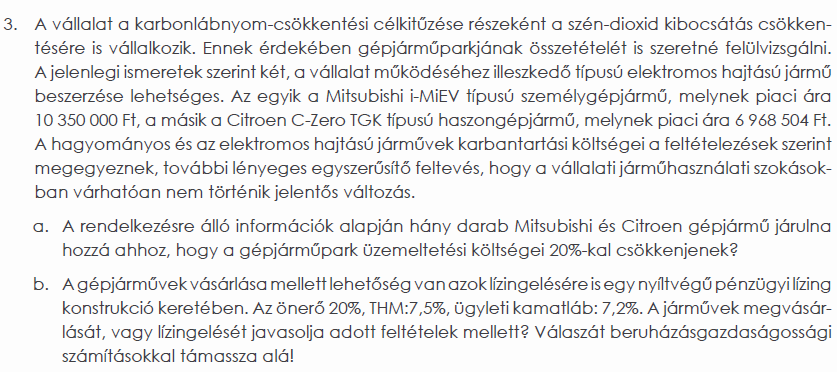 3. A vállalat a karbonlábnyom-csökkentési célkitűzése részeként a szén-dioxid kibocsátás csökken-
tésére is vállalkozik. Ennek érdekében gépjárműparkjának összetételét is szeretné felülvizsgálni.
A jelenlegi ismeretek szerint két, a vállalat működéséhez illeszkedő típusú elektromos hajtású jármű
beszerzése lehetséges. Az egyik a Mitsubishi i-MiEV típusú személygépjármű, melynek piaci ára
10 350 000 Ft, a másik a Citroen C-Zero TGK típusú haszongépjármű, melynek piaci ára 6 968 504 Ft.
A hagyományos és az elektromos hajtású járművek karbantartási költségei a feltételezések szerint
megegyeznek, további lényeges egyszerűsítő feltevés, hogy a vállalati járműhasználati szokások-
ban várhatóan nem történik jelentős változás.
a. A rendelkezésre álló információk alapján hány darab Mitsubishi és Citroen gépjármű járulna
hozzá ahhoz, hogy a gépjárműpark üzemeltetési költségei 20%-kal csökkenjenek?
b. A gépjárművek vásárlása mellett lehetőség van azok lízingelésére is egy nyíltvégű pénzügyi lízing
konstrukció keretében. Az önerő 20%, THM:7,5%, ügyleti kamatláb: 7,2%. A járművek megvásár-
lását, vagy lízingelését javasolja adott feltételek mellett? Válaszát beruházásgazdaságossági
számításokkal támassza alá!